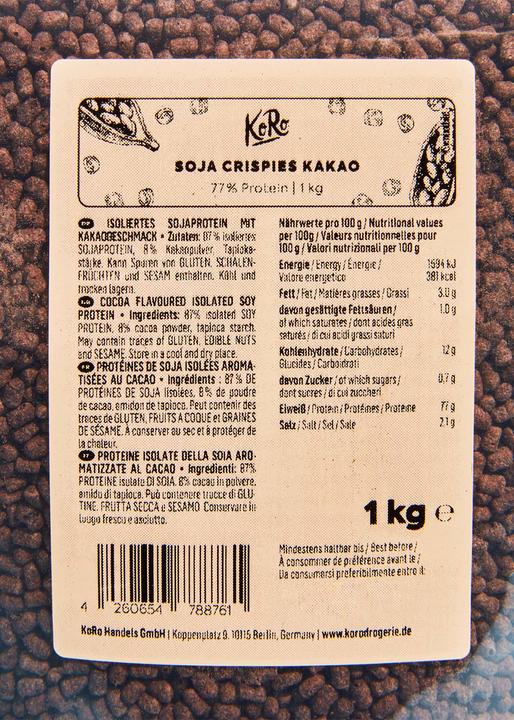 KoRo
SOJA CRISPIES KAKAO
77% Protein | 1 kg
ISOLIERTES SOJAPROTEIN MIT
KAKAOGESCHMACK • Zutaten: 87% isoliertes
SOJAPROTEIN, 8% Kakaopulver, Tapioka-
stärke. Kann Spuren von GLUTEN, SCHALEN-
FRÜCHTEN und SESAM enthalten. Kühl und
trocken lagern.
COCOA FLAVOURED ISOLATED SOY
PROTEIN • Ingredients: 87% isolated SOY
PROTEIN, 8% cocoa powder, tapioca starch.
May contain traces of GLUTEN, EDIBLE NUTS
and SESAME. Store in a cool and dry place.
PROTÉINES DE SOJA ISOLÉES AROMA-
TISÉES AU CACAO • Ingrédients : 87 % DE
PROTÉINES DE SOJA lisolées, 8 % de poudre
de cacao, amidon de tapioca. Peut contenir des
traces de GLUTEN, FRUITS A COQUE et GRAINES
DE SÉSAME. À conserver au sec et à protéger de
la chaleur.
PROTEINE ISOLATE DELLA SOIA ARO-
MATIZZATE AL CACAO • Ingredienti: 87%
PROTEINE isolate DI SOIA, 8% cacao in polvere,
amido di tapioca. Può contenere tracce di GLU-
TINE, FRUTTA SECCA e SESAMO. Conservare in
luogo fresco e asciutto.
Nährwerte pro 100 g / Nutritional values
per 100g / Valeurs nutritionnelles pour
100 g / Valori nutrizionali per 100 g
Energie / Energy / Énergie / 1594 kJ
Valore energetico 381 kcal
Fett / Fat / Matières grasses / Grassi 3,0 g
davon gesättigte Fettsäuren / 1,0 g
of which saturates / dont acides gras
saturés / di cui acidi grassi saturi
Kohlenhydrate / Carbohydrates / 12 g
Glucides / Carboidrati
davon Zucker / of which sugars / 0,7 g
dont sucres / di cui zuccheri
Eiweiß / Protein / Protéines / Proteine 77 g
Salz / Salt / Sel / Sale 2,1 g
1 kg ℮
Mindestens haltbar bis / Best before /
À consommer de préférence avant le /
Da consumarsi preferibilmente entro il:
4 260654 788761
KoRo Handels GmbH | Koppenplatz 9, 10115 Berlin, Germany | www.korodrogerie.de